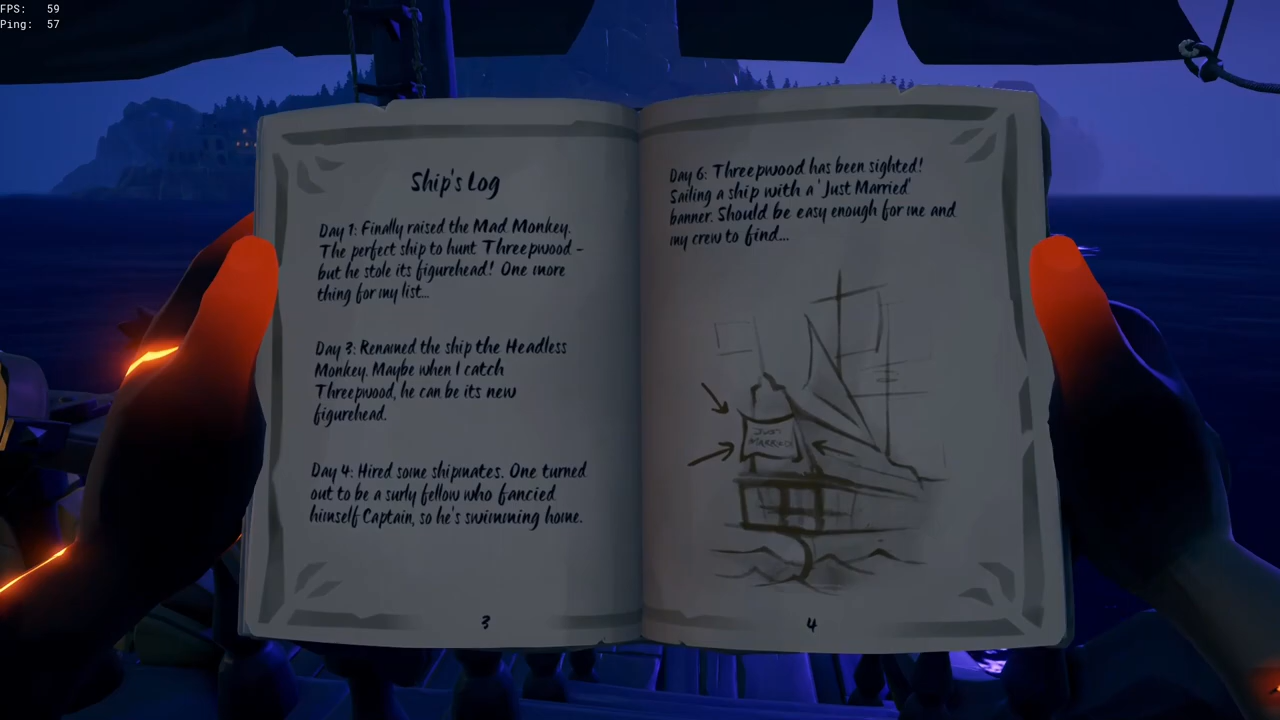 FPS: 59
Ping: 57
Ship's Log
Day 1: Finally raised the Mad Monkey.
The perfect ship to hunt Threepwood -
but he stole its figurehead! One more
thing for my list...
Day 3: Renamed the ship the Headless
Monkey. Maybe when I catch
Threepwood, he can be its new
figurehead.
Day 4: Hired some shipmates. One turned
out to be a surly fellow who fancied
himself Captain, so he's swimming home.
3
Day 6: Threepwood has been sighted!
Sailing a ship with a 'Just Married'
banner. Should be easy enough for me and
my crew to find...
JUST
MARRIED
4